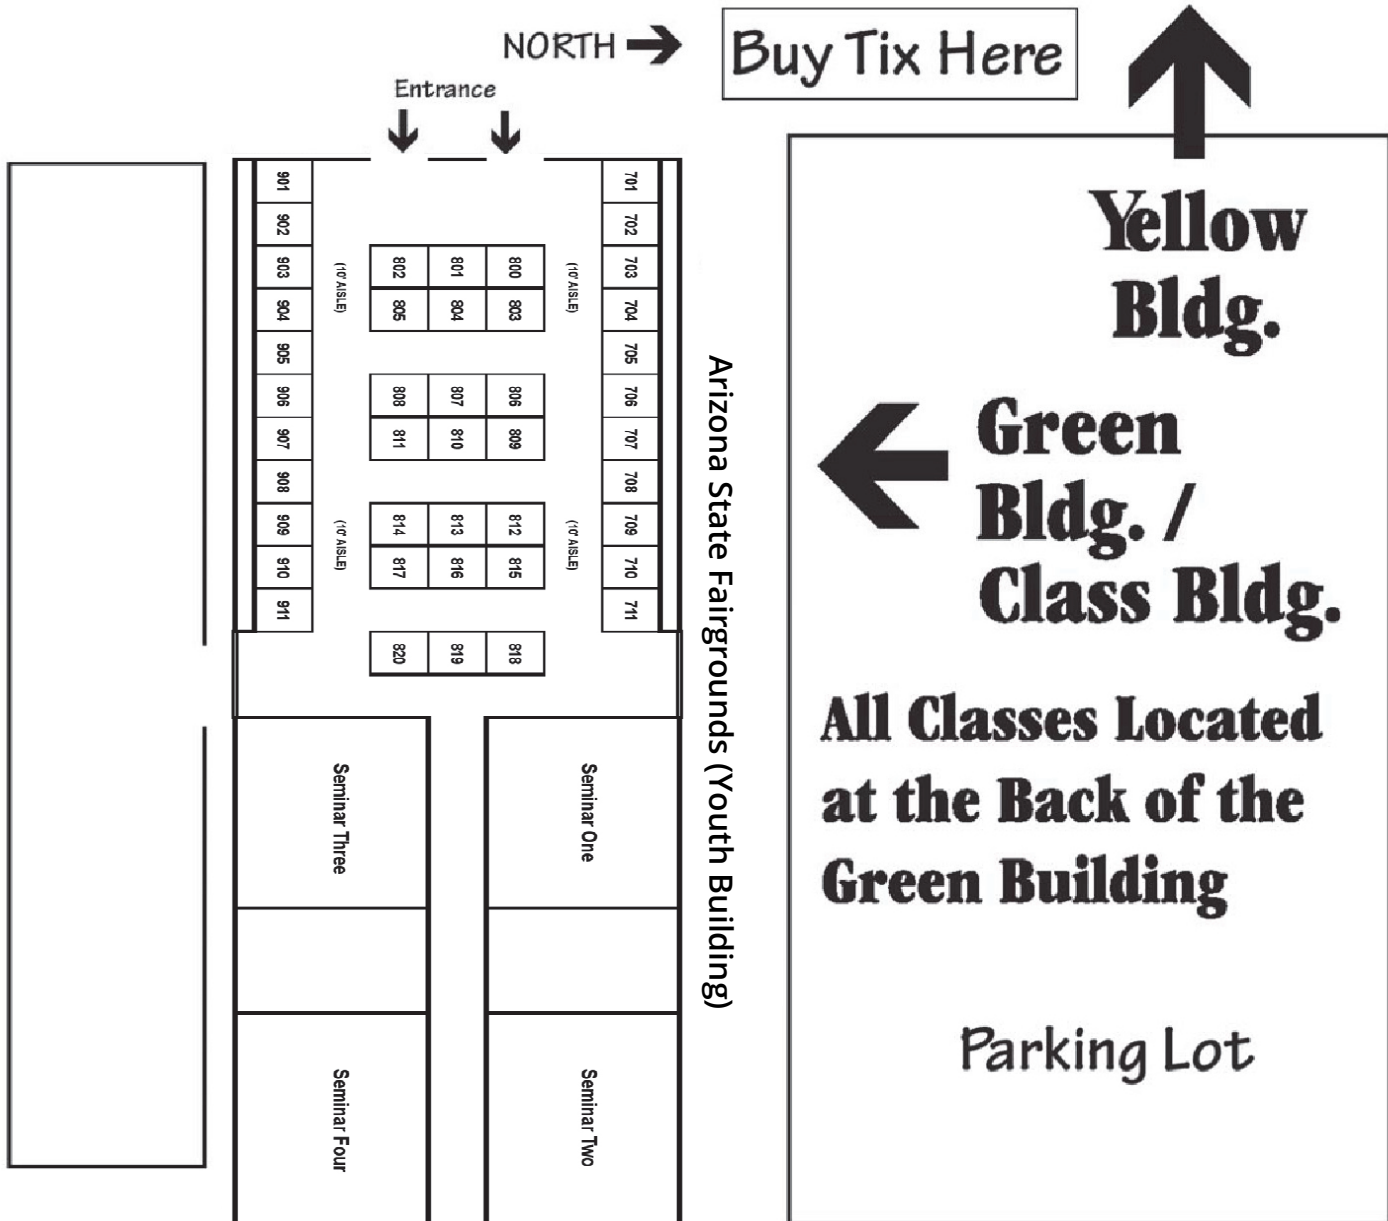 NORTH
Buy Tix Here
Entrance
901
902
903
904
905
906
907
908
909
910
911
(10' AISLE)
(10' AISLE)
802 801 800
805 804 803
808 807 806
811 810 809
814 813 812
817 816 815
820 819 818
(10' AISLE)
(10' AISLE)
701
702
703
704
705
706
707
708
709
710
711
Seminar Three
Seminar One
Seminar Four
Seminar Two
Arizona State Fairgrounds (Youth Building)
Yellow
Bldg.
Green
Bldg. /
Class Bldg.
All Classes Located
at the Back of the
Green Building
Parking Lot